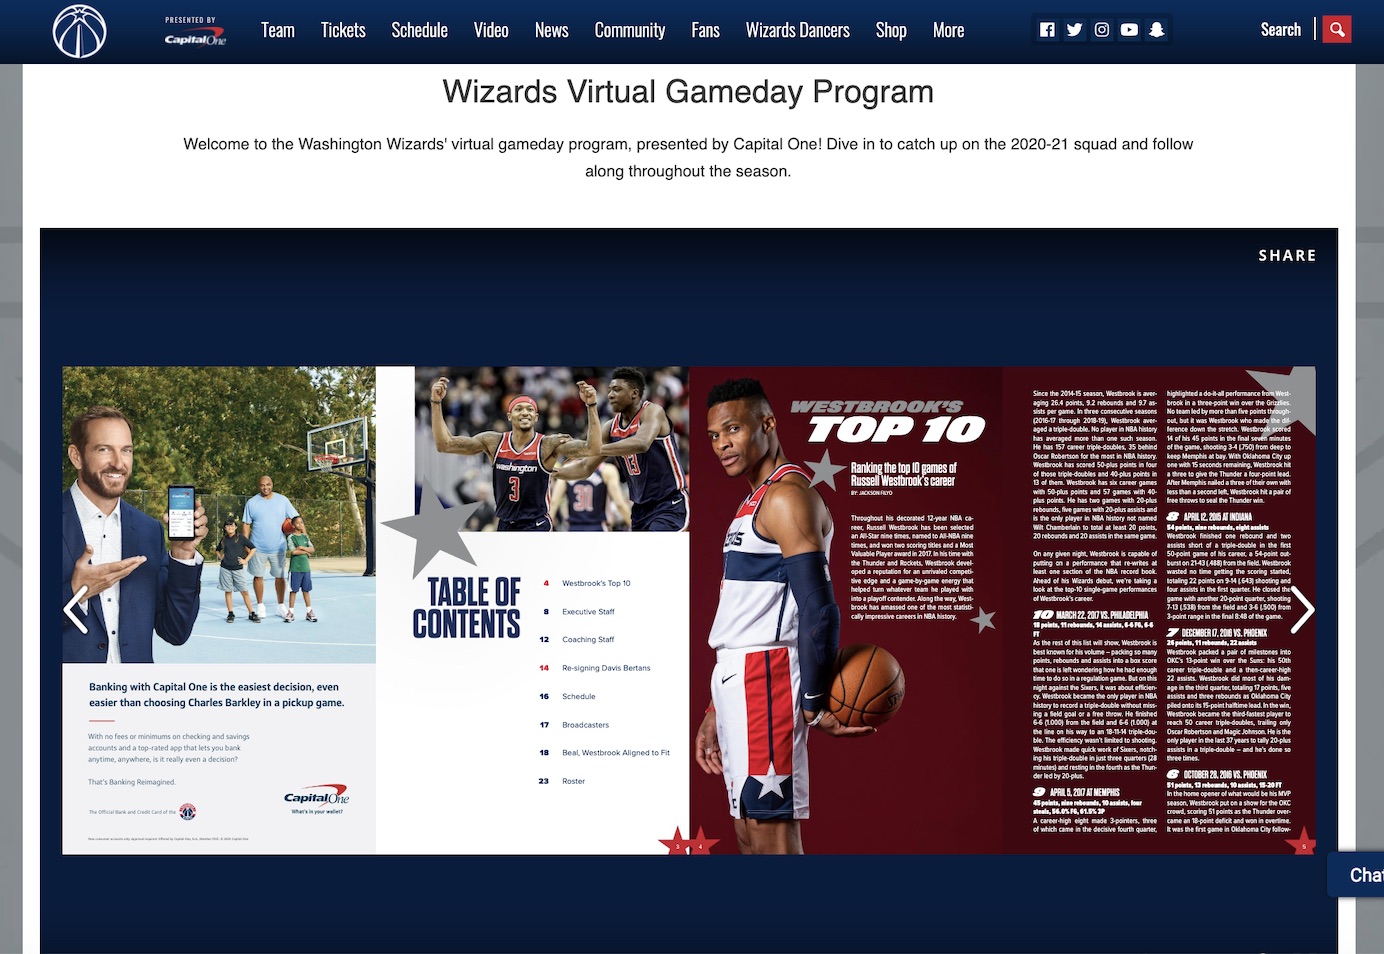 PRESENTED BY
Capital One
Team
Tickets
Schedule
Video
News
Community
Fans
Wizards Dancers
Shop
More
Search
Wizards Virtual Gameday Program
Welcome to the Washington Wizards' virtual gameday program, presented by Capital One! Dive in to catch up on the 2020-21 squad and follow
along throughout the season.
SHARE
Banking with Capital One is the easiest decision, even
easier than choosing Charles Barkley in a pickup game.
With no fees or minimums on checking and savings
accounts and a top-rated app that lets you bank
anytime, anywhere, is it really even a decision?
That's Banking Reimagined.
The Official Bank and Credit Card of the
Capital One
What's in your wallet?
Washington
3
31
13
TABLE OF
CONTENTS
4 Westbrook's Top 10
8 Executive Staff
12 Coaching Staff
14 Re-signing Davis Bertans
16 Schedule
17 Broadcasters
18 Beal, Westbrook Aligned to Fit
23 Roster
3
4
WESTBROOK'S
TOP 10
Ranking the top 10 games of
Russell Westbrook's career
BY: JACKSON FILYO
Throughout his decorated 12-year NBA ca-
reer, Russell Westbrook has been selected
an All-Star nine times, named to All-NBA nine
times, and won two scoring titles and a Most
Valuable Player award in 2017. In his time with
the Thunder and Rockets, Westbrook devel-
oped a reputation for an unrivaled competi-
tive edge and a game-by-game energy that
helped turn whatever team he played with
into a playoff contender. Along the way, West-
brook has amassed one of the most statisti-
cally impressive careers in NBA history.
Since the 2014-15 season, Westbrook is aver-
aging 26.4 points, 9.2 rebounds and 9.7 as-
sists per game. In three consecutive seasons
(2016-17 through 2018-19), Westbrook aver-
aged a triple-double. No player in NBA history
has averaged more than one such season.
He has 157 career triple-doubles, 35 behind
Oscar Robertson for the most in NBA history.
Westbrook has scored 50-plus points in four
of those triple-doubles and 40-plus points in
13 of them. Westbrook has six career games
with 50-plus points and 57 games with 40-
plus points. He has two games with 20-plus
rebounds, five games with 20-plus assists and
is the only player in NBA history not named
Wilt Chamberlain to total at least 20 points,
20 rebounds and 20 assists in the same game.
On any given night, Westbrook is capable of
putting on a performance that re-writes at
least one section of the NBA record book.
Ahead of his Wizards debut, we're taking a
look at the top-10 single-game performances
of Westbrook's career.
10 MARCH 22, 2017 VS. PHILADELPHIA
18 points, 11 rebounds, 14 assists, 6-6 FG, 6-6
FT
As the rest of this list will show, Westbrook is
best known for his volume – packing so many
points, rebounds and assists into a box score
that one is left wondering how he had enough
time to do so in a regulation game. But on this
night against the Sixers, it was about efficien-
cy. Westbrook became the only player in NBA
history to record a triple-double without miss-
ing a field goal or a free throw. He finished
6-6 (1.000) from the field and 6-6 (1.000) at
the line on his way to an 18-11-14 triple-dou-
ble. The efficiency wasn't limited to shooting.
Westbrook made quick work of Sixers, notch-
ing his triple-double in just three quarters (28
minutes) and resting in the fourth as the Thun-
der led by 20-plus.
9 APRIL 5, 2017 AT MEMPHIS
45 points, nine rebounds, 10 assists, four
steals, 56.0% FG, 61.5% 3P
A career-high eight made 3-pointers, three
of which came in the decisive fourth quarter,
highlighted a do-it-all performance from West-
brook in a three-point win over the Grizzlies.
No team led by more than five points through-
out, but it was Westbrook who made the dif-
ference down the stretch. Westbrook scored
14 of his 45 points in the final seven minutes
of the game, shooting 3-4 (.750) from deep to
keep Memphis at bay. With Oklahoma City up
one with 15 seconds remaining, Westbrook hit
a three to give the Thunder a four-point lead.
After Memphis nailed a three of their own with
less than a second left, Westbrook hit a pair of
free throws to seal the Thunder win.
8 APRIL 12, 2015 AT INDIANA
54 points, nine rebounds, eight assists
Westbrook finished one rebound and two
assists short of a triple-double in the first
50-point game of his career, a 54-point out-
burst on 21-43 (.488) from the field. Westbrook
wasted no time getting the scoring started,
totaling 22 points on 9-14 (.643) shooting and
four assists in the first quarter. He closed the
game with another 20-point quarter, shooting
7-13 (.538) from the field and 3-6 (.500) from
3-point range in the final 8:48 of the game.
7 DECEMBER 17, 2016 VS. PHOENIX
26 points, 11 rebounds, 22 assists
Westbrook packed a pair of milestones into
OKC's 13-point win over the Suns: his 50th
career triple-double and a then-career-high
22 assists. Westbrook did most of his dam-
age in the third quarter, totaling 17 points, five
assists and three rebounds as Oklahoma City
piled onto its 15-point halftime lead. In the win,
Westbrook became the third-fastest player to
reach 50 career triple-doubles, trailing only
Oscar Robertson and Magic Johnson. He is the
only player in the last 37 years to tally 20-plus
assists in a triple-double – and he's done so
three times.
6 OCTOBER 28, 2016 VS. PHOENIX
51 points, 13 rebounds, 10 assists, 15-20 FT
In the home opener of what would be his MVP
season, Westbrook put on a show for the OKC
crowd, scoring 51 points as the Thunder over-
came an 18-point deficit and won in overtime.
It was the first game in Oklahoma City follow-
5
Chat